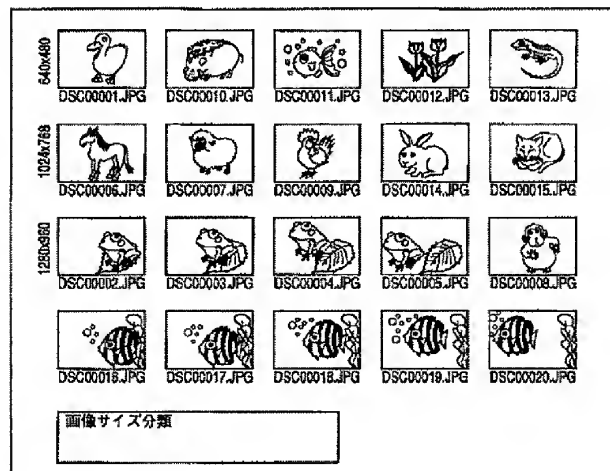 640x480
DSC00001.JPG DSC00010.JPG DSC00011.JPG DSC00012.JPG DSC00013.JPG
1024x768
DSC00006.JPG DSC00007.JPG DSC00009.JPG DSC00014.JPG DSC00015.JPG
1280x960
DSC00002.JPG DSC00003.JPG DSC00004.JPG DSC00005.JPG DSC00008.JPG
DSC00016.JPG DSC00017.JPG DSC00018.JPG DSC00019.JPG DSC00020.JPG
画像サイズ分類